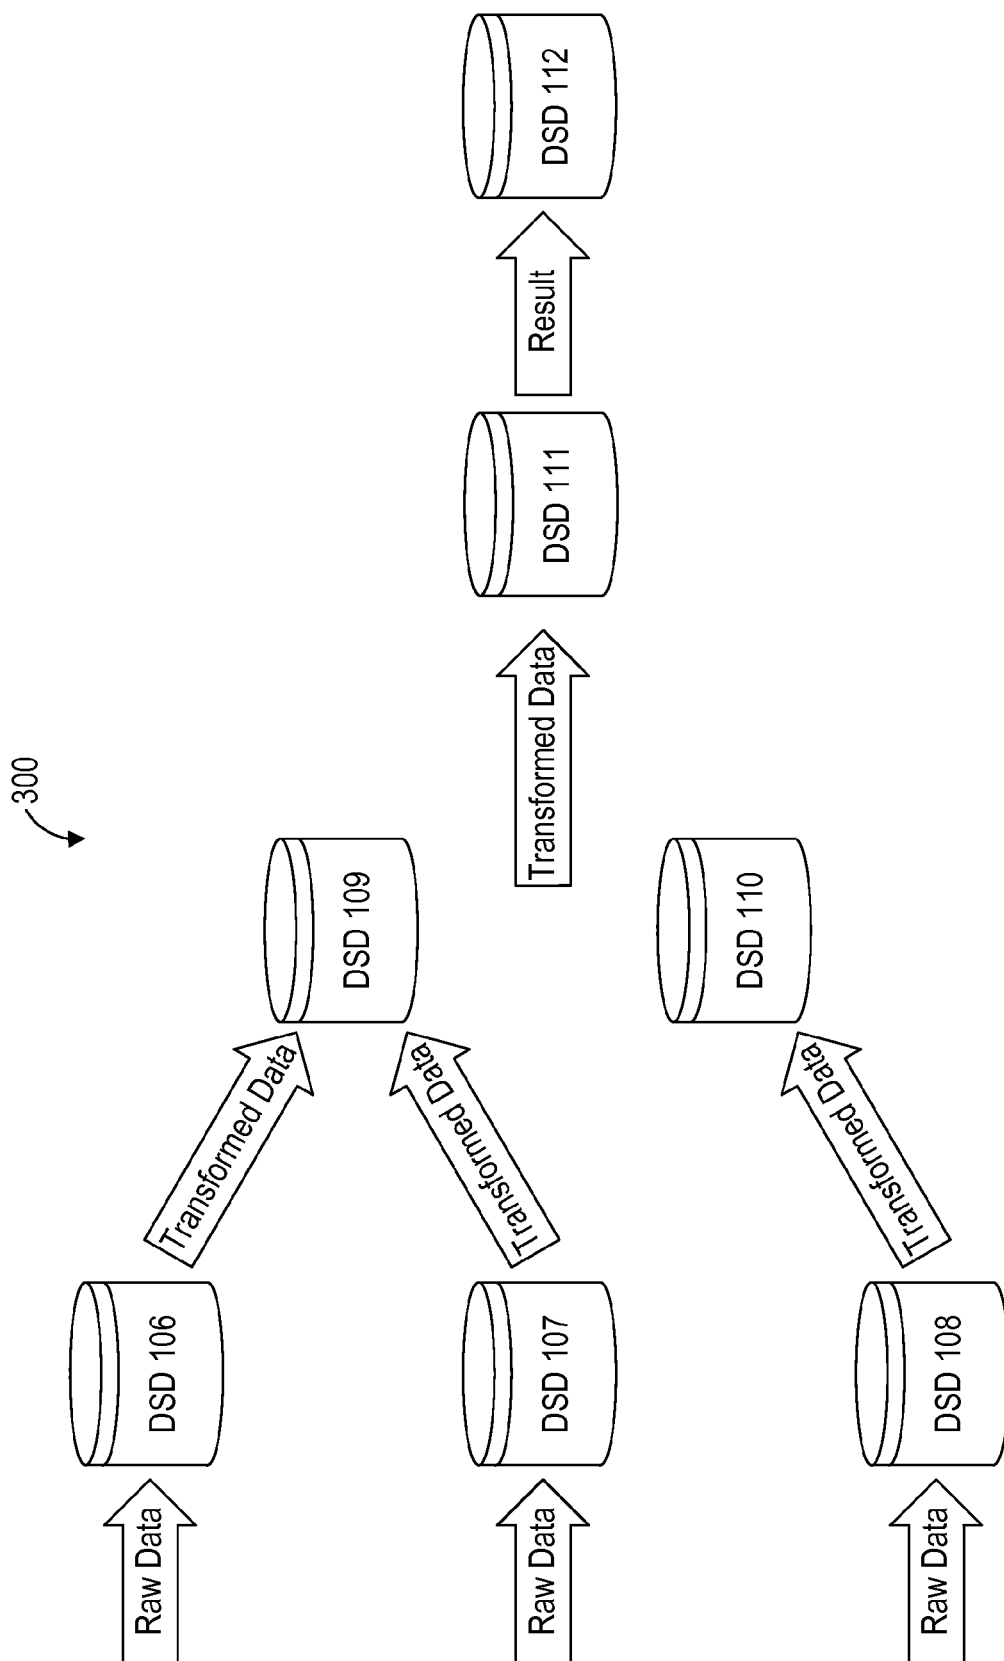 300
Raw Data
DSD 106
Transformed Data
Raw Data
DSD 107
Transformed Data
Raw Data
DSD 108
Transformed Data
DSD 109
DSD 110
Transformed Data
DSD 111
Result
DSD 112